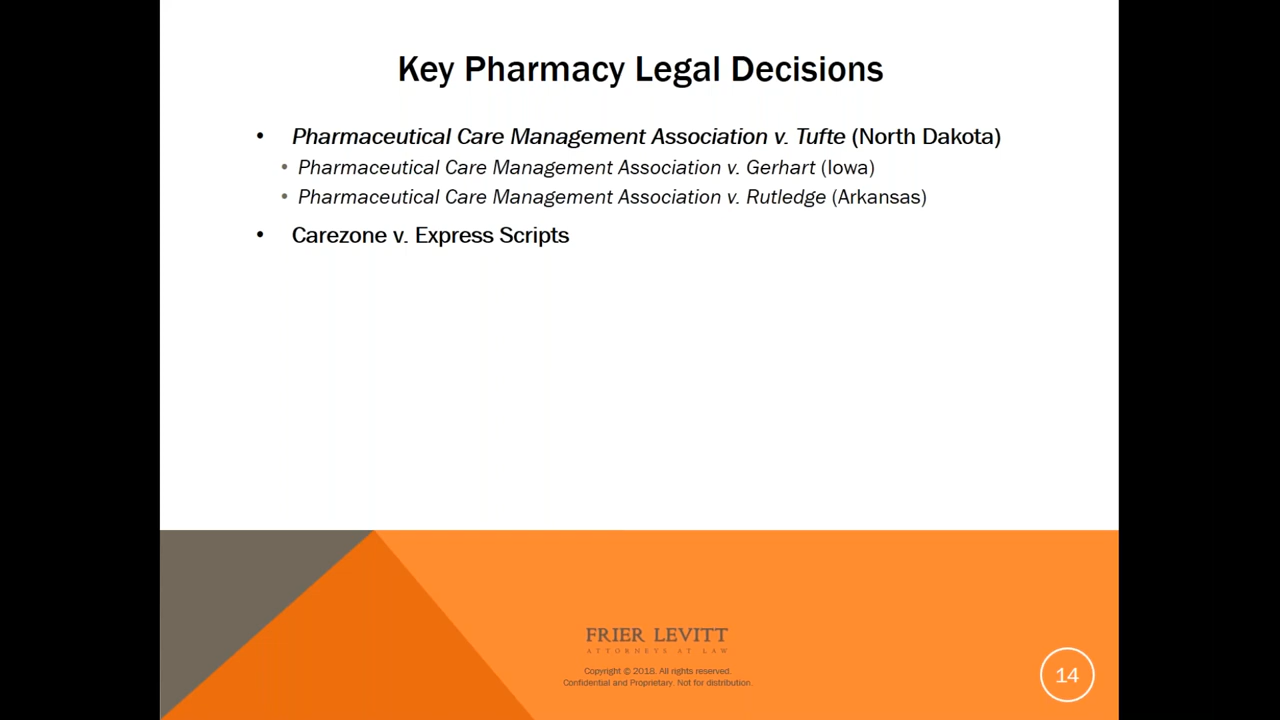 Key Pharmacy Legal Decisions
• Pharmaceutical Care Management Association v. Tufte (North Dakota)
• Pharmaceutical Care Management Association v. Gerhart (Iowa)
• Pharmaceutical Care Management Association v. Rutledge (Arkansas)
• Carezone v. Express Scripts
FRIER LEVITT
ATTORNEYS AT LAW
Copyright © 2018. All rights reserved.
Confidential and Proprietary. Not for distribution.
14